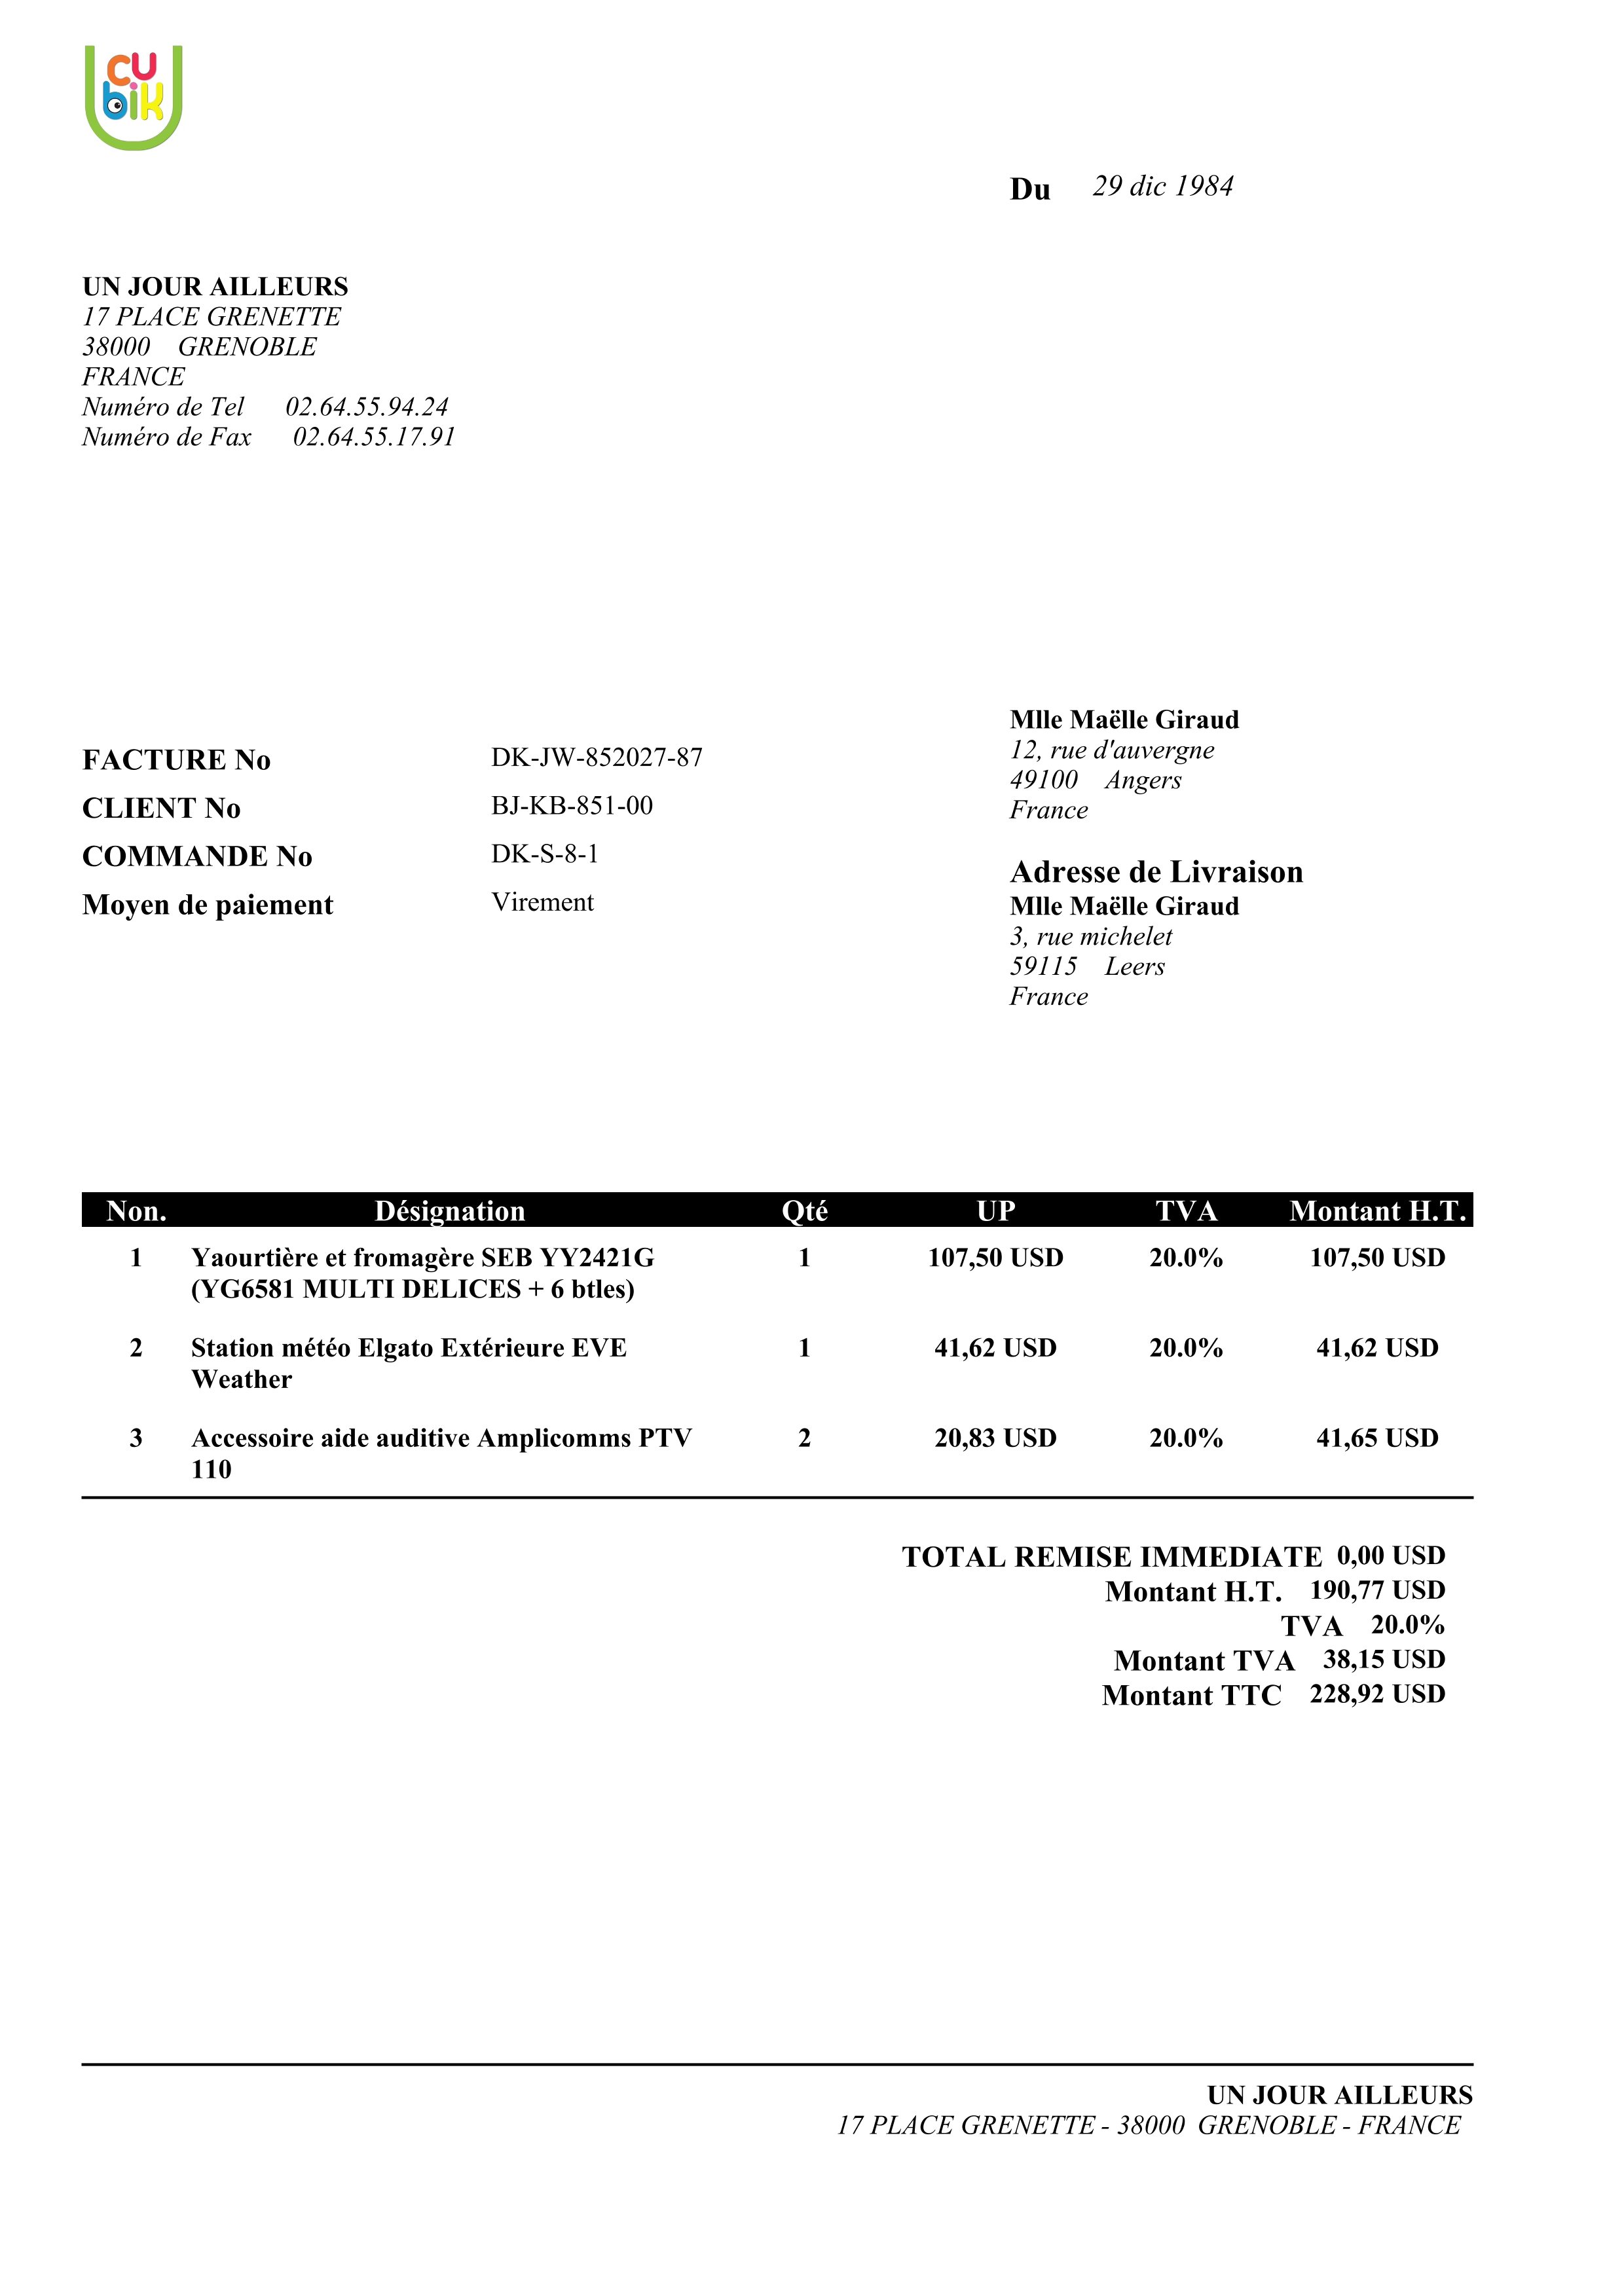 cu
bik
Du 29 dic 1984
UN JOUR AILLEURS
17 PLACE GRENETTE
38000 GRENOBLE
FRANCE
Numéro de Tel 02.64.55.94.24
Numéro de Fax 02.64.55.17.91
FACTURE No DK-JW-852027-87
CLIENT No BJ-KB-851-00
COMMANDE No DK-S-8-1
Moyen de paiement Virement
Mlle Maëlle Giraud
12, rue d'auvergne
49100 Angers
France
Adresse de Livraison
Mlle Maëlle Giraud
3, rue michelet
59115 Leers
France
Non. Désignation Qté UP TVA Montant H.T.
1 Yaourtière et fromagère SEB YY2421G 1 107,50 USD 20.0% 107,50 USD
(YG6581 MULTI DELICES + 6 btles)
2 Station météo Elgato Extérieure EVE 1 41,62 USD 20.0% 41,62 USD
Weather
3 Accessoire aide auditive Amplicomms PTV 2 20,83 USD 20.0% 41,65 USD
110
TOTAL REMISE IMMEDIATE 0,00 USD
Montant H.T. 190,77 USD
TVA 20.0%
Montant TVA 38,15 USD
Montant TTC 228,92 USD
UN JOUR AILLEURS
17 PLACE GRENETTE - 38000 GRENOBLE - FRANCE